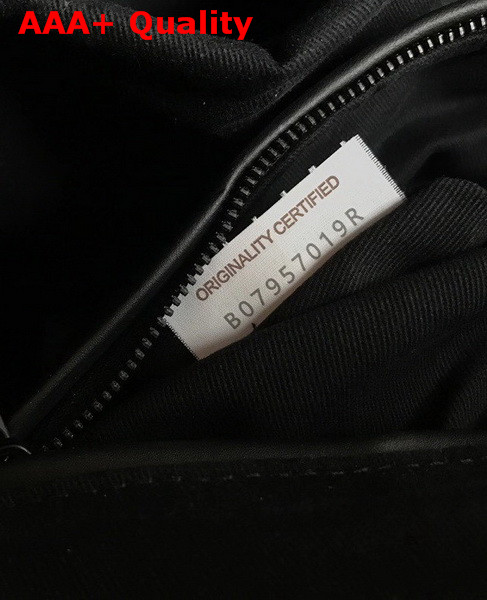 AAA+ Quality
ORIGINALITY CERTIFIED
B07957019R